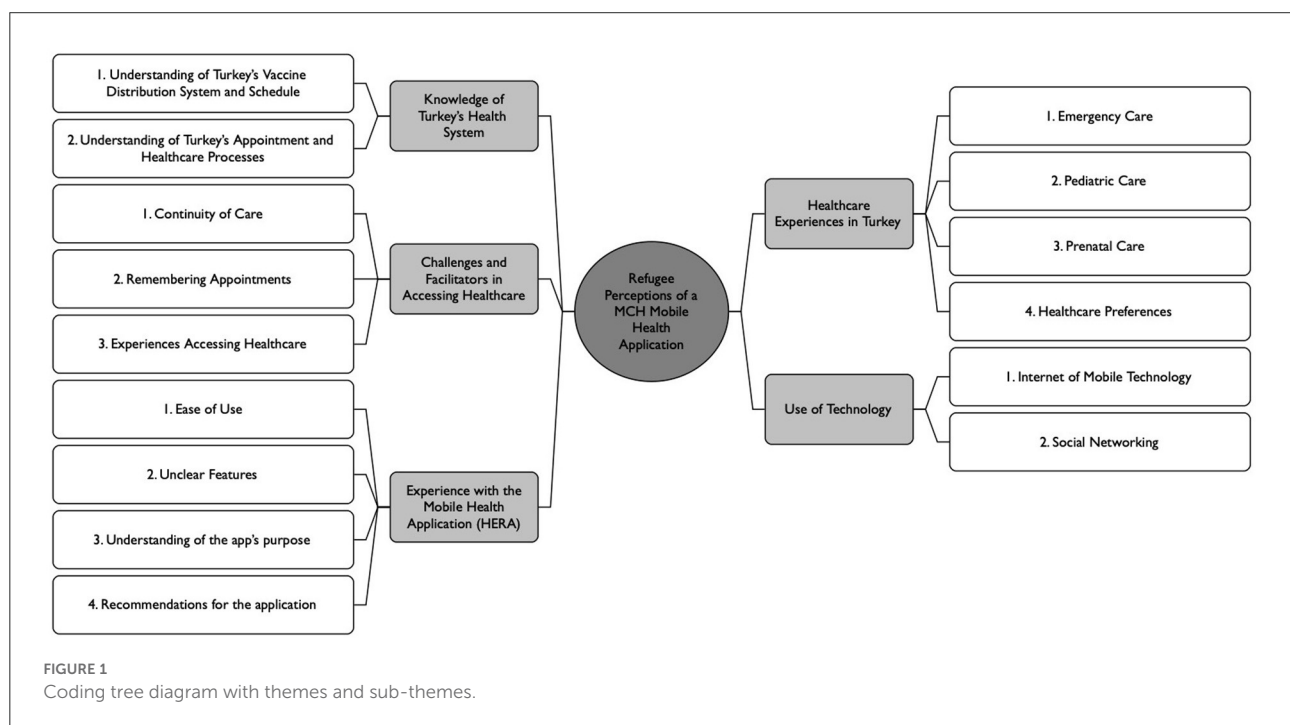 1. Understanding of Turkey's Vaccine
Distribution System and Schedule
2. Understanding of Turkey's Appointment and
Healthcare Processes
Knowledge of
Turkey's Health
System
1. Continuity of Care
2. Remembering Appointments
3. Experiences Accessing Healthcare
Challenges and
Facilitators in
Accessing Healthcare
1. Ease of Use
2. Unclear Features
3. Understanding of the app's purpose
4. Recommendations for the application
Experience with the
Mobile Health
Application (HERA)
Refugee
Perceptions of a
MCH Mobile
Health
Application
Healthcare
Experiences in Turkey
1. Emergency Care
2. Pediatric Care
3. Prenatal Care
4. Healthcare Preferences
Use of Technology
1. Internet of Mobile Technology
2. Social Networking
FIGURE 1
Coding tree diagram with themes and sub-themes.